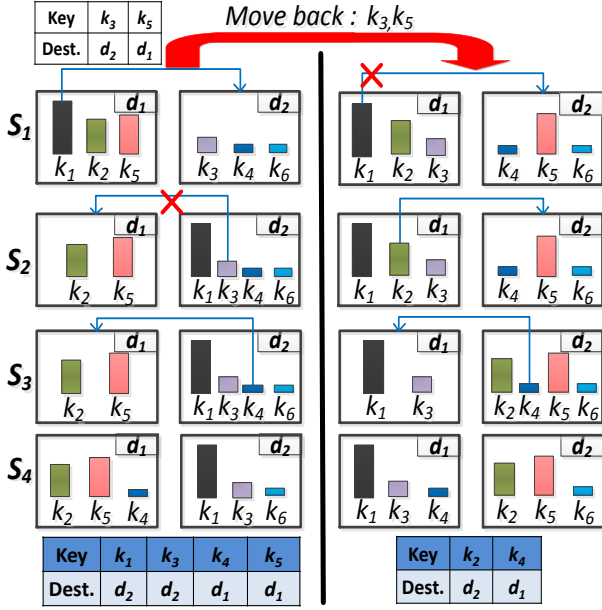 Key k3 k5
Dest. d2 d1
Move back : k3,k5
S1
d1
k1 k2 k5
d2
k3 k4 k6
d1
k1 k2 k3
d2
k4 k5 k6
S2
d1
k2 k5
d2
k1 k3 k4 k6
d1
k1 k2 k3
d2
k4 k5 k6
S3
d1
k2 k5
d2
k1 k3 k4 k6
d1
k1 k3
d2
k2 k4 k5 k6
S4
d1
k2 k5 k4
d2
k1 k3 k6
d1
k1 k3 k4
d2
k2 k5 k6
Key k1 k3 k4 k5
Dest. d2 d2 d1 d1
Key k2 k4
Dest. d2 d1